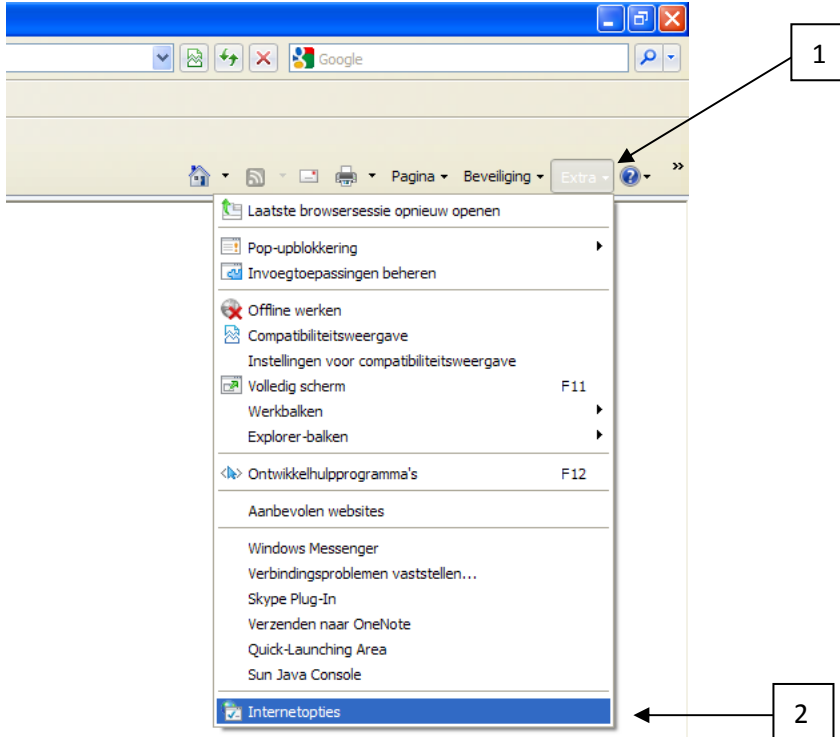 Google
1
Pagina Beveiliging Extra »
Laatste browsersessie opnieuw openen
Pop-upblokkering
Invoegtoepassingen beheren
Offline werken
Compatibiliteitsweergave
Instellingen voor compatibiliteitsweergave
Volledig scherm F11
Werkbalken
Explorer-balken
Ontwikkelhulpprogramma's F12
Aanbevolen websites
Windows Messenger
Verbindingsproblemen vaststellen...
Skype Plug-In
Verzenden naar OneNote
Quick-Launching Area
Sun Java Console
Internetopties
2